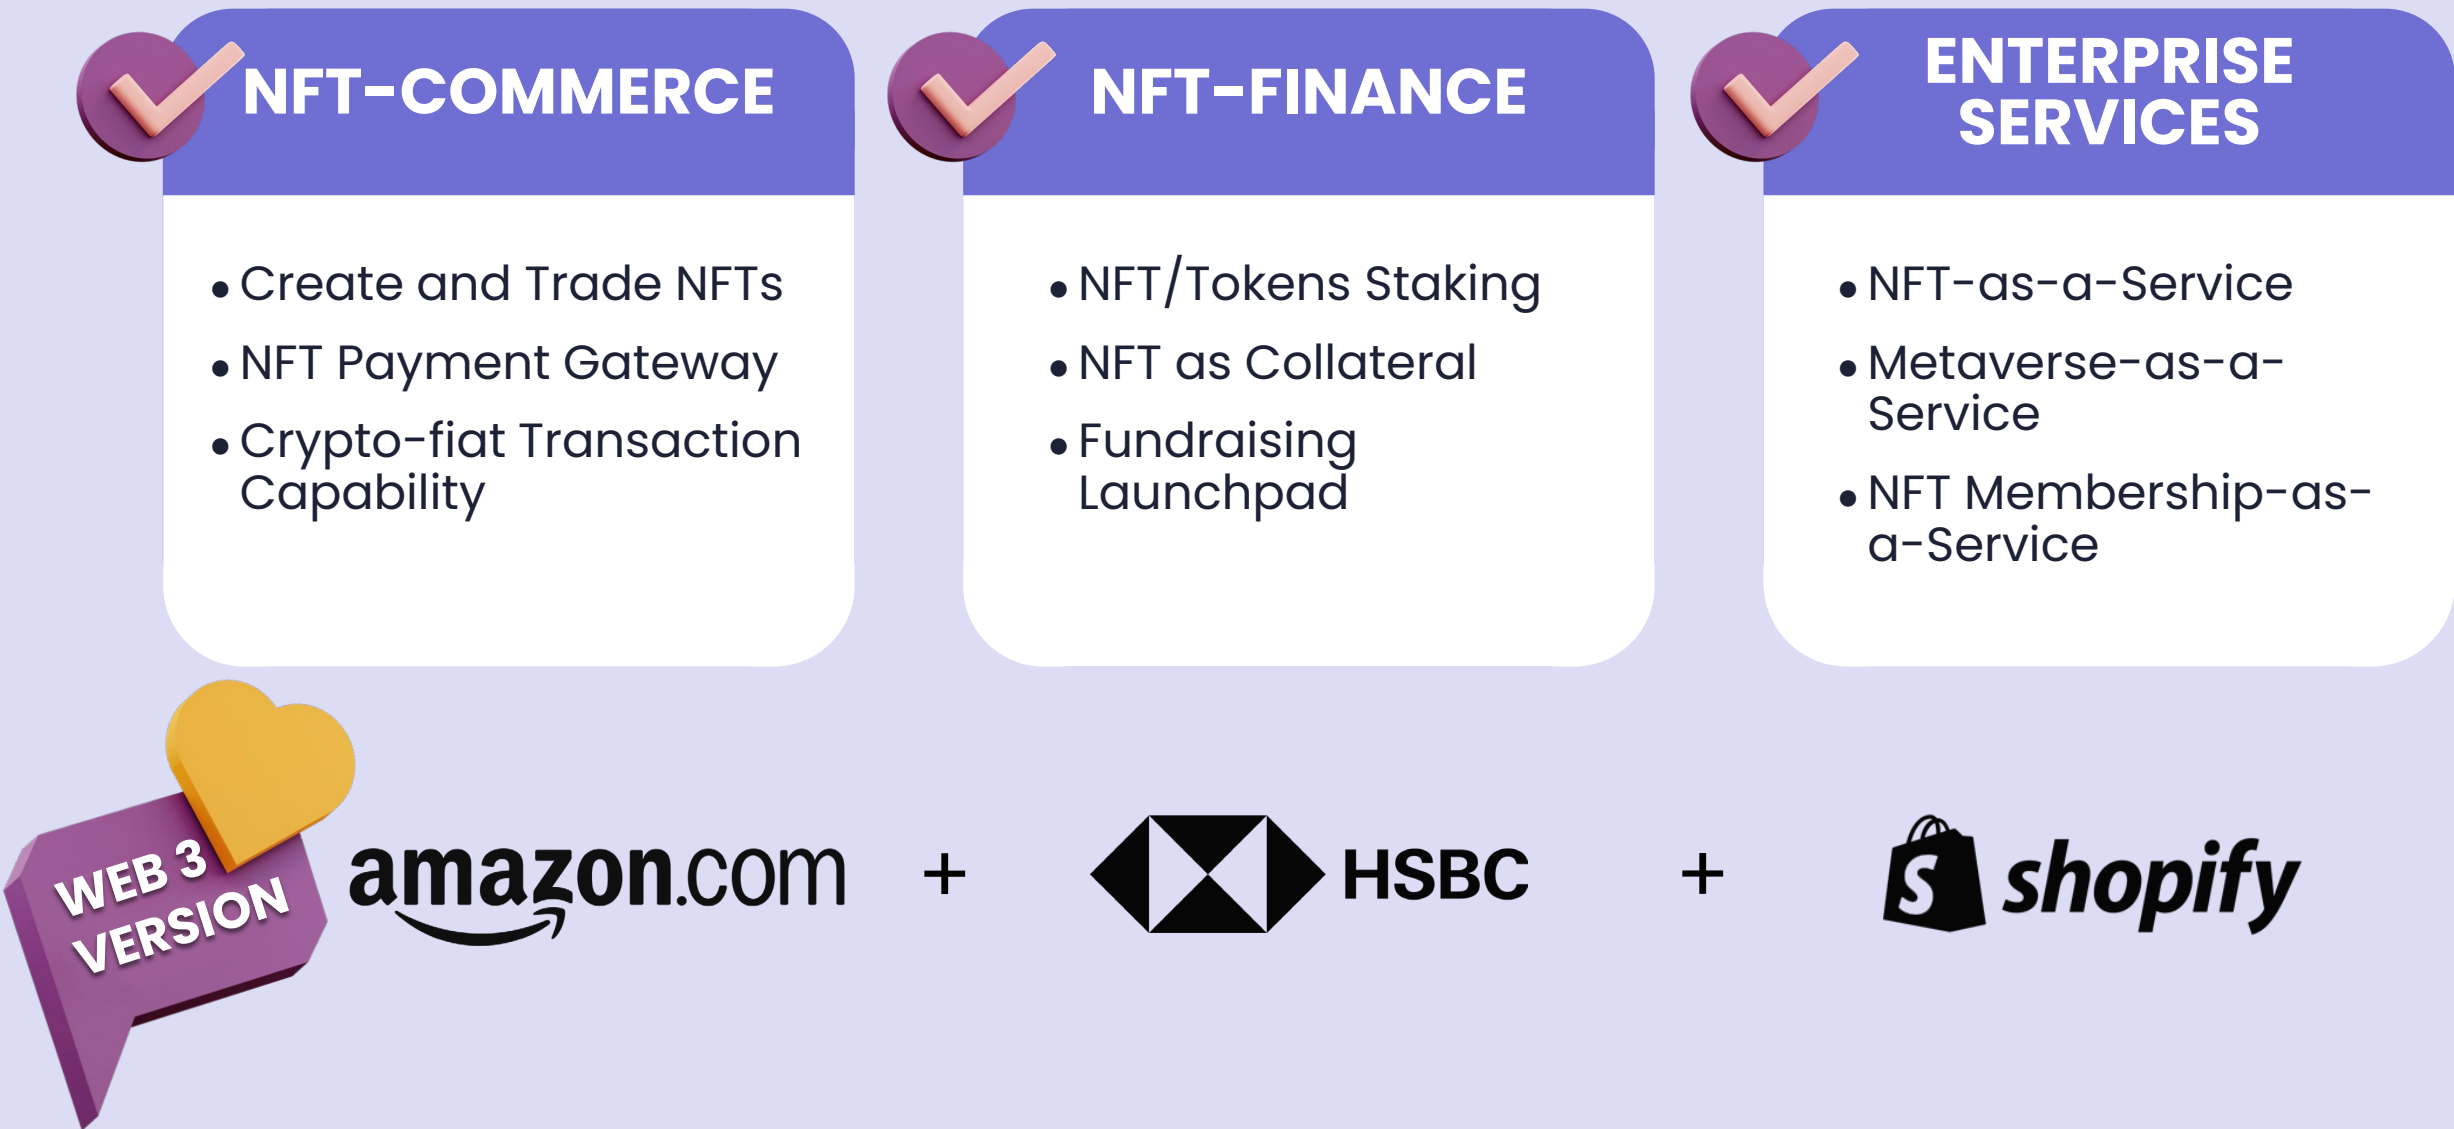 NFT-COMMERCE
• Create and Trade NFTs
• NFT Payment Gateway
• Crypto-fiat Transaction
Capability
NFT-FINANCE
• NFT/Tokens Staking
• NFT as Collateral
• Fundraising
Launchpad
ENTERPRISE
SERVICES
• NFT-as-a-Service
• Metaverse-as-a-
Service
• NFT Membership-as-
a-Service
WEB 3
VERSION
amazon.com
+
HSBC
+
shopify